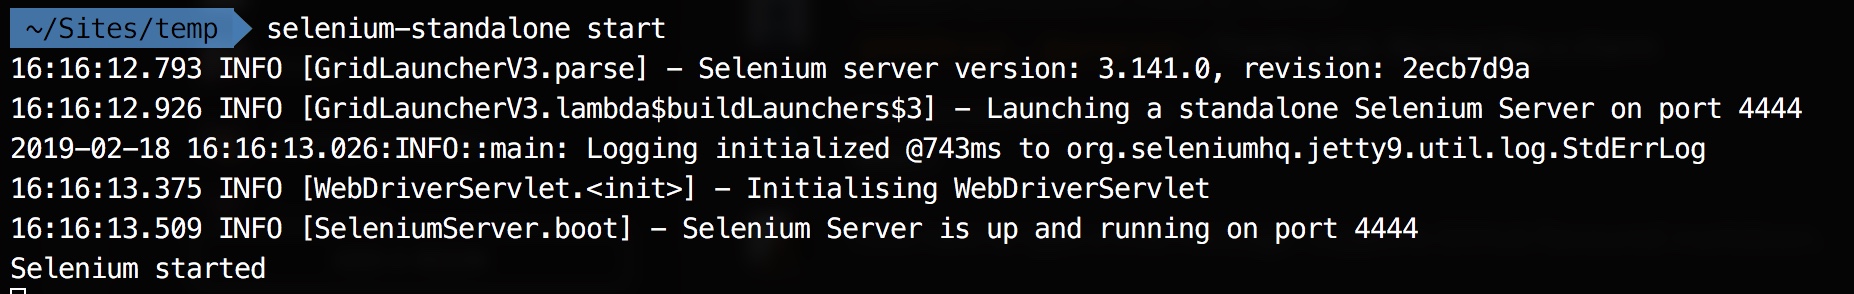 ~/Sites/temp selenium-standalone start
16:16:12.793 INFO [GridLauncherV3.parse] - Selenium server version: 3.141.0, revision: 2ecb7d9a
16:16:12.926 INFO [GridLauncherV3.lambda$buildLaunchers$3] - Launching a standalone Selenium Server on port 4444
2019-02-18 16:16:13.026:INFO::main: Logging initialized @743ms to org.seleniumhq.jetty9.util.log.StdErrLog
16:16:13.375 INFO [WebDriverServlet.<init>] - Initialising WebDriverServlet
16:16:13.509 INFO [SeleniumServer.boot] - Selenium Server is up and running on port 4444
Selenium started